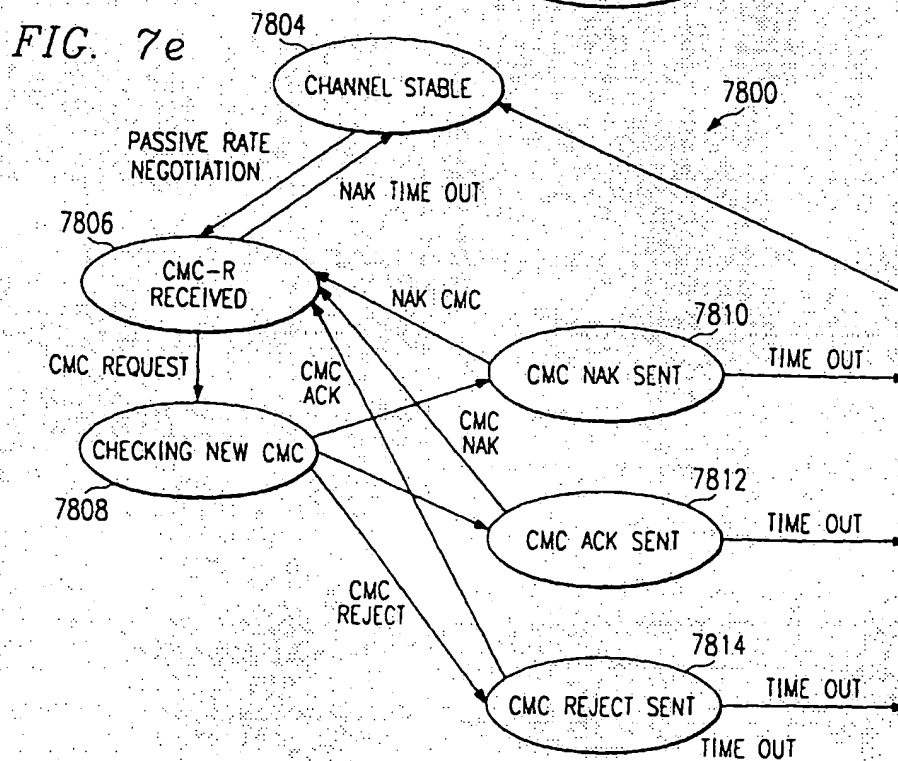 FIG. 7e
7804
CHANNEL STABLE
7800
PASSIVE RATE
NEGOTIATION
NAK TIME OUT
7806
CMC-R
RECEIVED
NAK CMC
7810
CMC REQUEST
CMC
ACK
CMC NAK SENT
TIME OUT
CHECKING NEW CMC
CMC
NAK
7808
7812
CMC ACK SENT
TIME OUT
CMC
REJECT
7814
CMC REJECT SENT
TIME OUT
TIME OUT